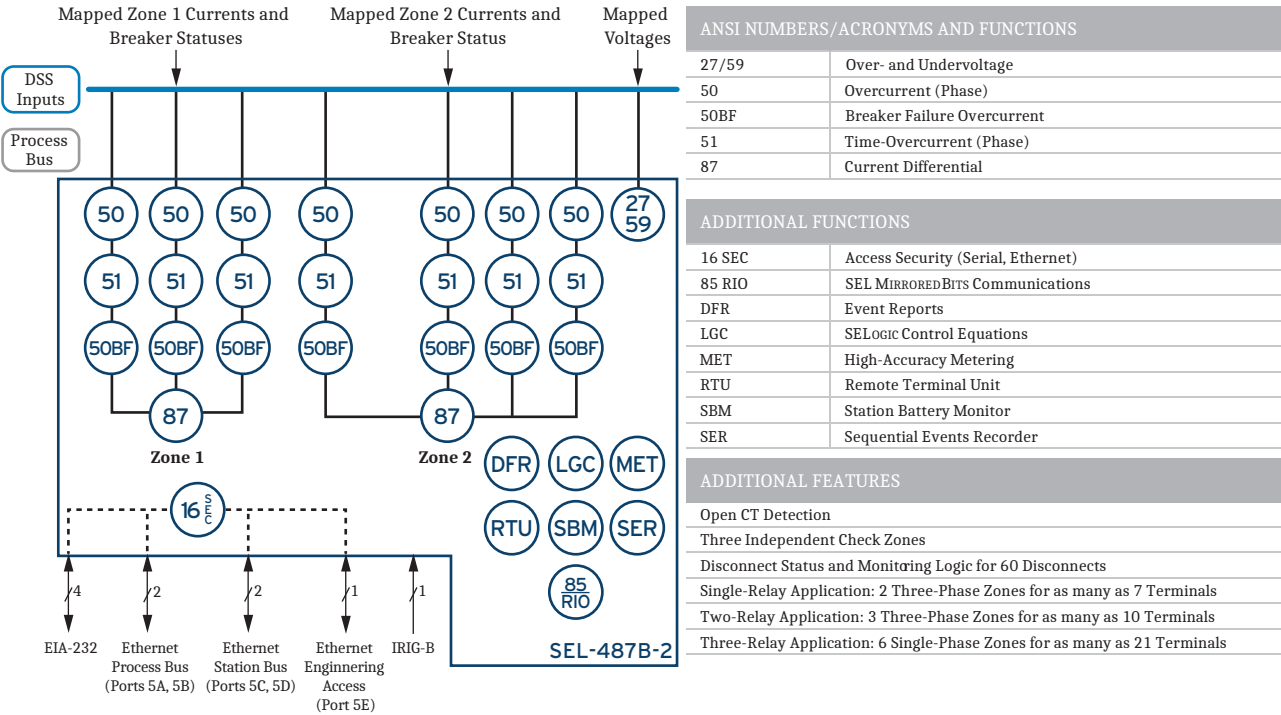 Mapped Zone 1 Currents and
Breaker Statuses
Mapped Zone 2 Currents and
Breaker Status
Mapped
Voltages
DSS
Inputs
Process
Bus
50 50 50 50 50 50 50 27
59
51 51 51 51 51 51 51
50BF 50BF 50BF 50BF 50BF 50BF 50BF
87 87
Zone 1 Zone 2
DFR LGC MET
16 SEC
RTU SBM SER
85
RIO
4 2 2 1 1
SEL-487B-2
EIA-232
Ethernet
Process Bus
(Ports 5A, 5B)
Ethernet
Station Bus
(Ports 5C, 5D)
Ethernet
Enginnering
Access
(Port 5E)
IRIG-B
ANSI NUMBERS/ACRONYMS AND FUNCTIONS
27/59 Over- and Undervoltage
50 Overcurrent (Phase)
50BF Breaker Failure Overcurrent
51 Time-Overcurrent (Phase)
87 Current Differential
ADDITIONAL FUNCTIONS
16 SEC Access Security (Serial, Ethernet)
85 RIO SEL MIRRORED BITS Communications
DFR Event Reports
LGC SELOGIC Control Equations
MET High-Accuracy Metering
RTU Remote Terminal Unit
SBM Station Battery Monitor
SER Sequential Events Recorder
ADDITIONAL FEATURES
Open CT Detection
Three Independent Check Zones
Disconnect Status and Monitoring Logic for 60 Disconnects
Single-Relay Application: 2 Three-Phase Zones for as many as 7 Terminals
Two-Relay Application: 3 Three-Phase Zones for as many as 10 Terminals
Three-Relay Application: 6 Single-Phase Zones for as many as 21 Terminals